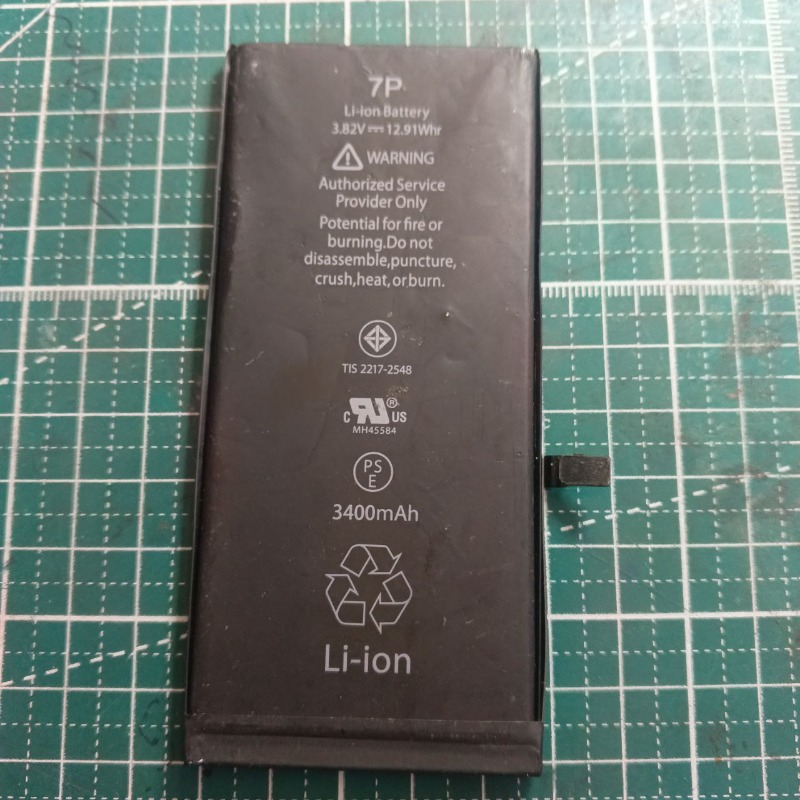 7P
Li-ion Battery
3.82V ⎓ 12.91Whr
WARNING
Authorized Service
Provider Only
Potential for fire or
burning.Do not
disassemble,puncture,
crush,heat,or burn.
TIS 2217-2548
c RU ® US
MH45584
PS
E
3400mAh
Li-ion